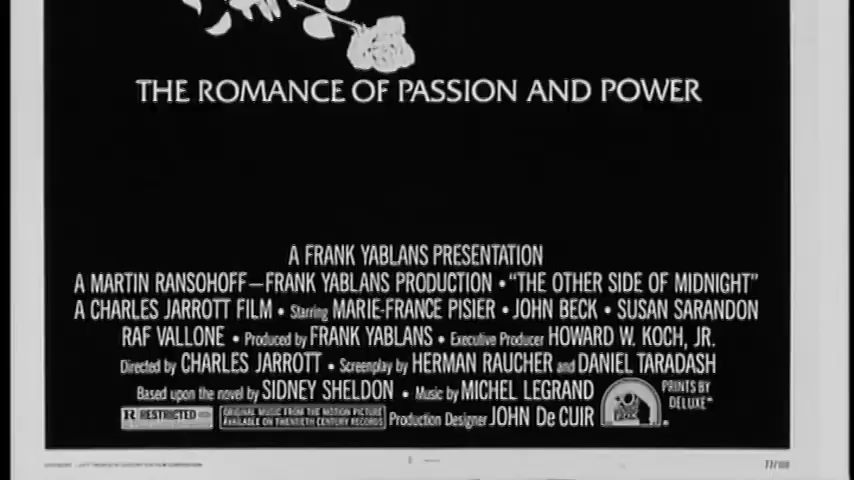 THE ROMANCE OF PASSION AND POWER
A FRANK YABLANS PRESENTATION
A MARTIN RANSOHOFF—FRANK YABLANS PRODUCTION • "THE OTHER SIDE OF MIDNIGHT"
A CHARLES JARROTT FILM • Starring MARIE-FRANCE PISIER • JOHN BECK • SUSAN SARANDON
RAF VALLONE • Produced by FRANK YABLANS • Executive Producer HOWARD W. KOCH, JR.
Directed by CHARLES JARROTT • Screenplay by HERMAN RAUCHER and DANIEL TARADASH
Based upon the novel by SIDNEY SHELDON • Music by MICHEL LEGRAND
PRINTS BY
DELUXE®
R RESTRICTED
ORIGINAL MUSIC FROM THE MOTION PICTURE
AVAILABLE ON TWENTIETH CENTURY RECORDS
Production Designer JOHN De CUIR